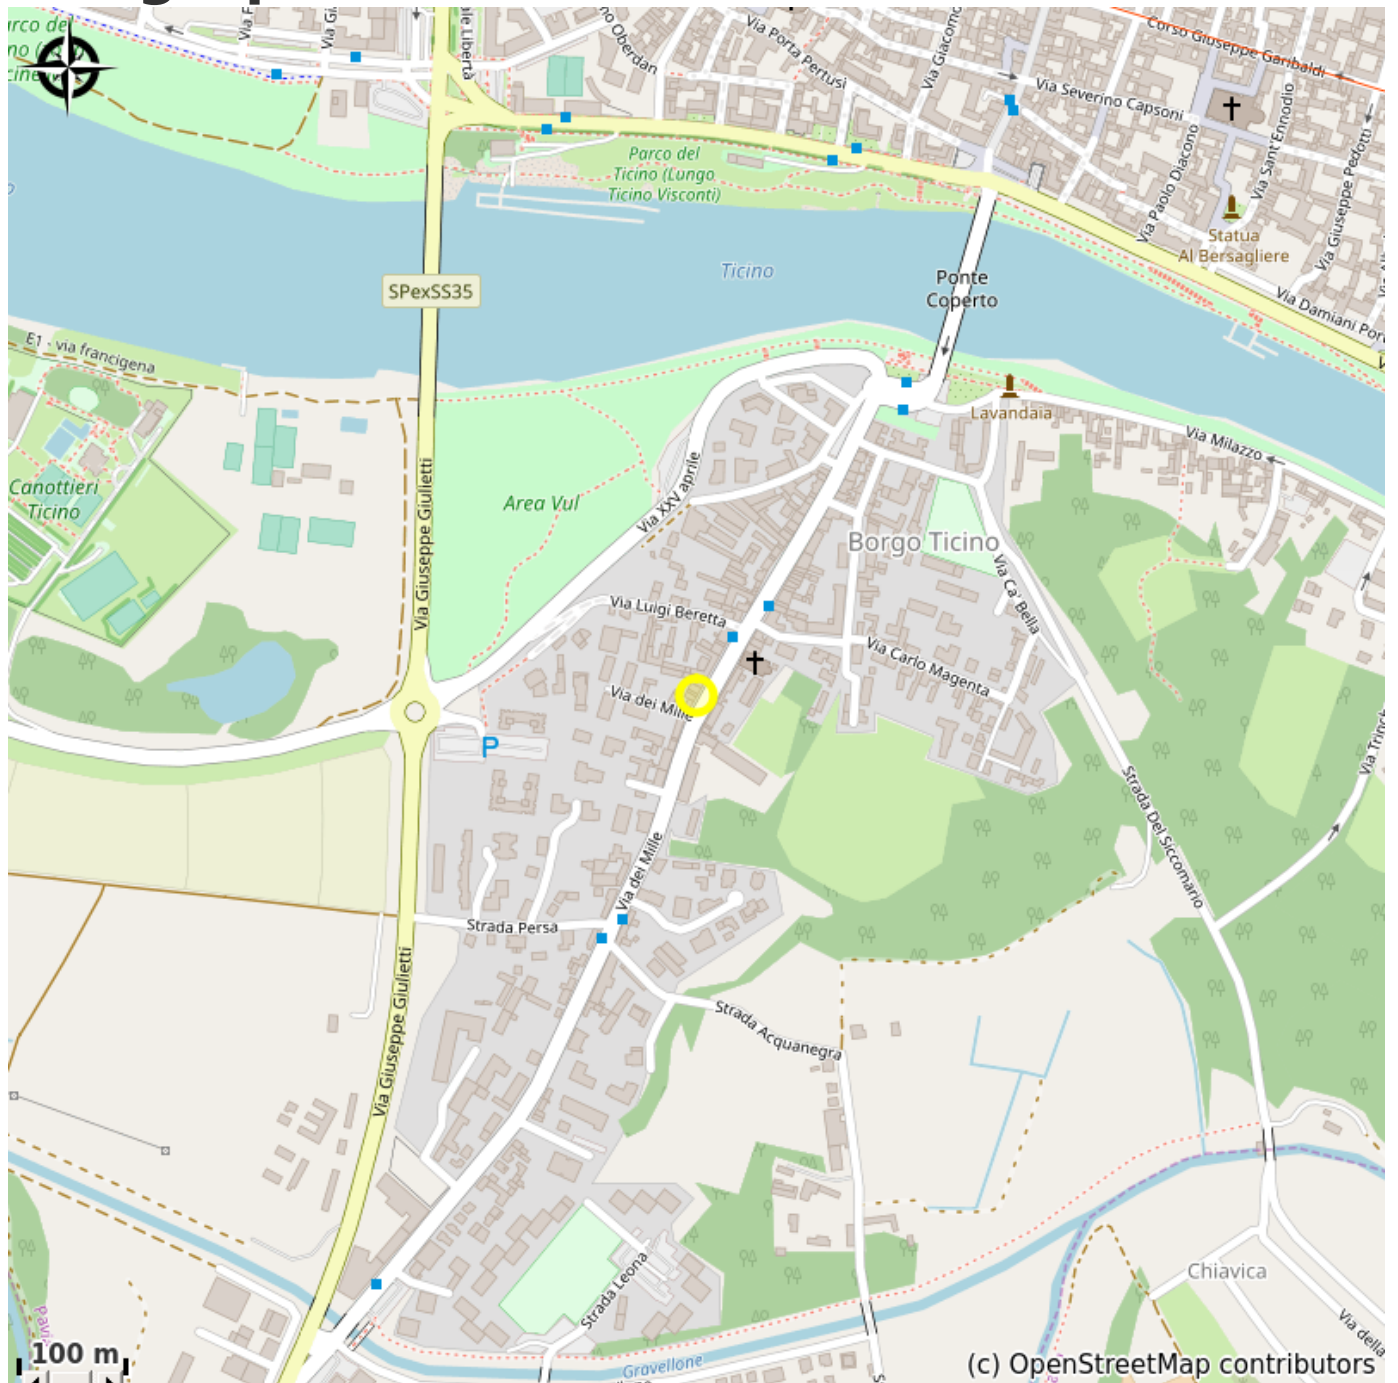 Corso Giuseppe Garibaldi
Via Porta Pertusi
Via Severino Capsoni
Via Sant'Ennodio
Via Paolo Diacono
Via Giuseppe Pedotti
Parco del
Ticino (Lungo
Ticino Visconti)
Statua
Al Bersagliere
Ticino
Ponte
Coperto
SPexSS35
E1 - via francigena
Lavandaia
Via Milazzo
Canottieri
Ticino
Area Vul
Via XXV aprile
Via Giuseppe Giulietti
Borgo Ticino
Via Ca' Bella
Via Luigi Beretta
Via Carlo Magenta
Via dei Mille
P
Strada Del Siccomario
Via dei Mille
Strada Persa
Via Giuseppe Giulietti
Strada Acquanegra
Chiavica
Strada Leona
Gravellone
Via della
100 m
(c) OpenStreetMap contributors